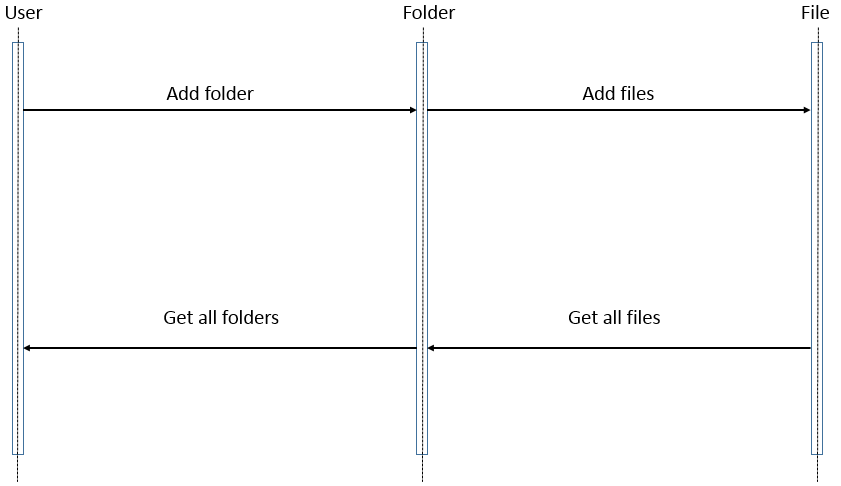 User
Folder
File
Add folder
Add files
Get all folders
Get all files